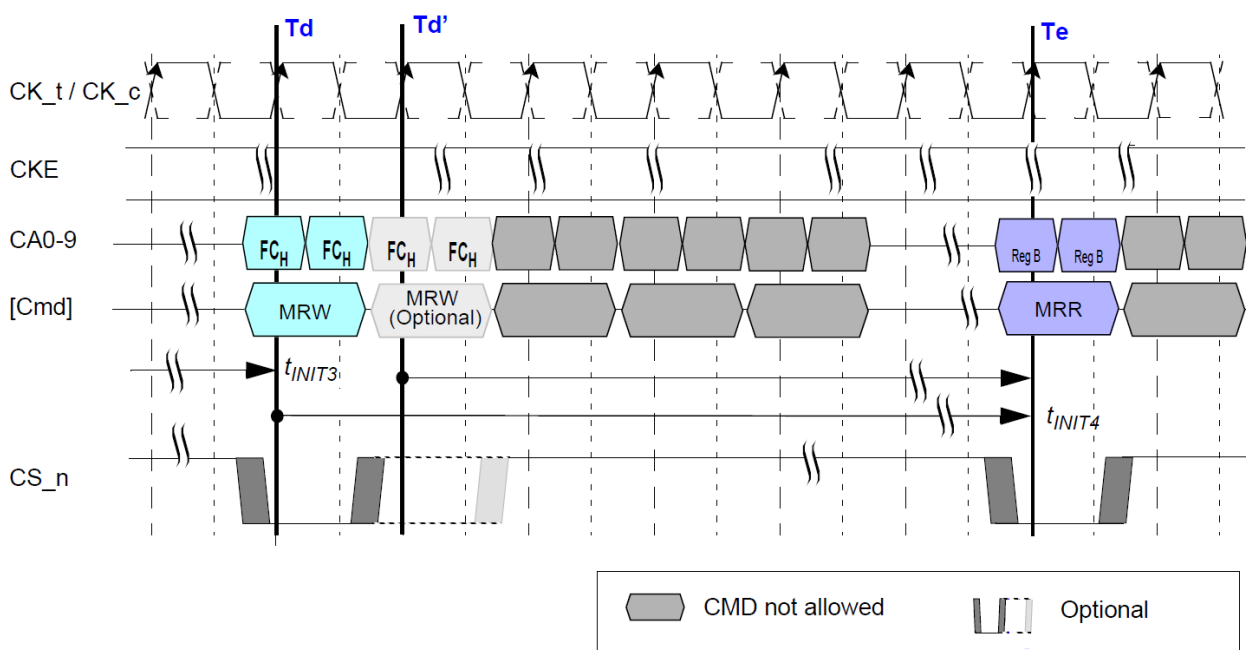 Td Td’ Te
CK_t / CK_c
CKE
CA0-9 FCH FCH FCH FCH Reg B Reg B
[Cmd] MRW MRW (Optional) MRR
tINIT3
tINIT4
CS_n
CMD not allowed Optional